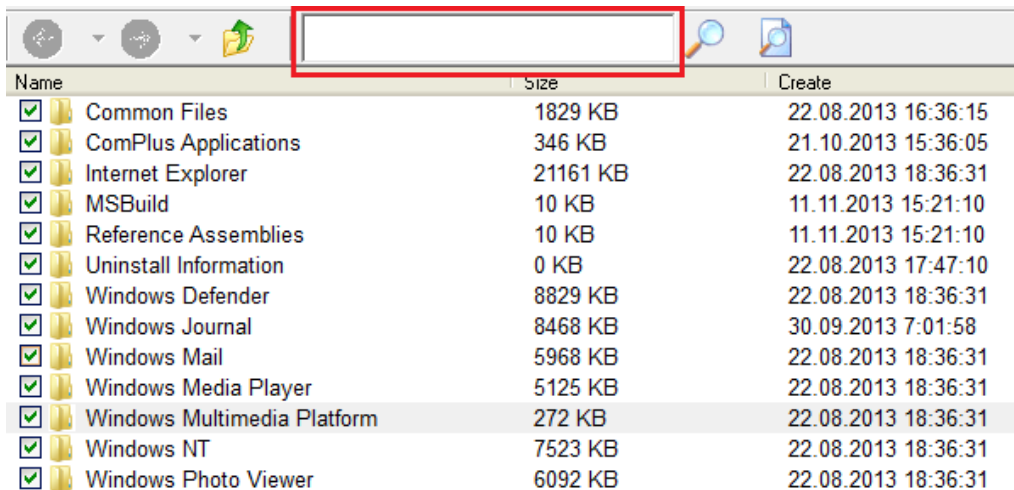 Name Size Create
Common Files 1829 KB 22.08.2013 16:36:15
ComPlus Applications 346 KB 21.10.2013 15:36:05
Internet Explorer 21161 KB 22.08.2013 18:36:31
MSBuild 10 KB 11.11.2013 15:21:10
Reference Assemblies 10 KB 11.11.2013 15:21:10
Uninstall Information 0 KB 22.08.2013 17:47:10
Windows Defender 8829 KB 22.08.2013 18:36:31
Windows Journal 8468 KB 30.09.2013 7:01:58
Windows Mail 5968 KB 22.08.2013 18:36:31
Windows Media Player 5125 KB 22.08.2013 18:36:31
Windows Multimedia Platform 272 KB 22.08.2013 18:36:31
Windows NT 7523 KB 22.08.2013 18:36:31
Windows Photo Viewer 6092 KB 22.08.2013 18:36:31